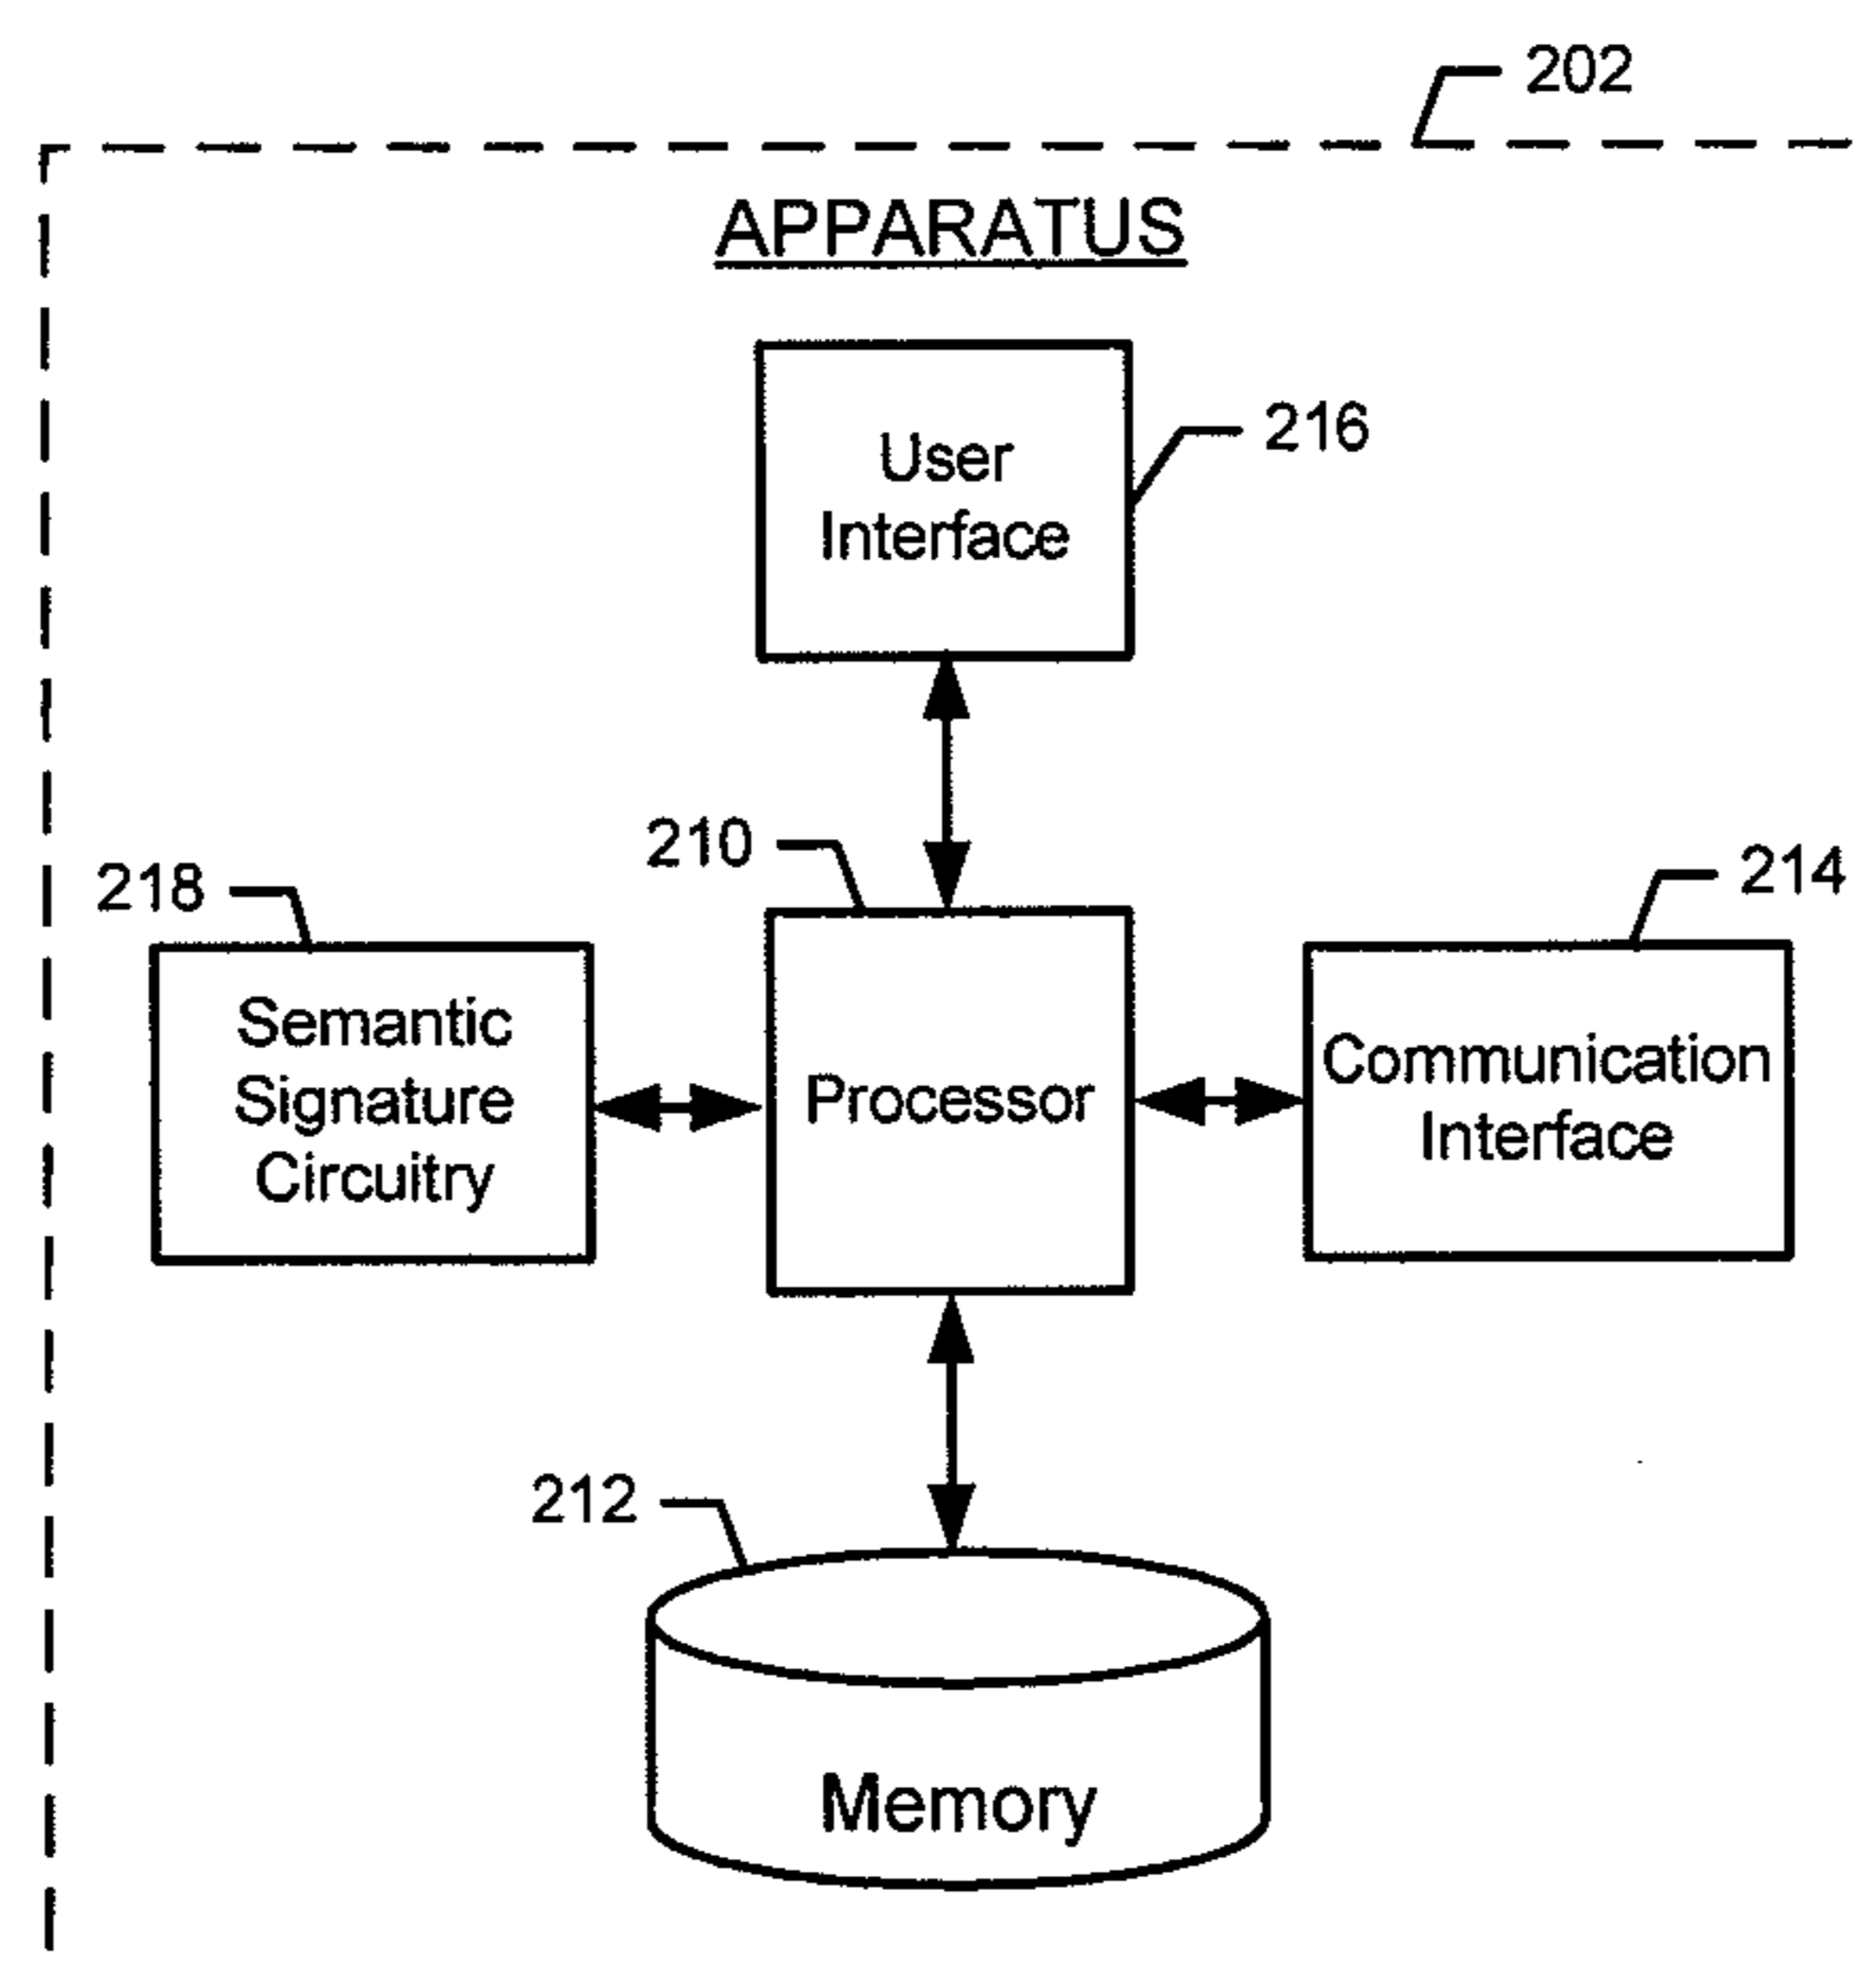 202
APPARATUS
User
Interface
216
210
218
214
Semantic
Signature
Circuitry
Processor
Communication
Interface
212
Memory